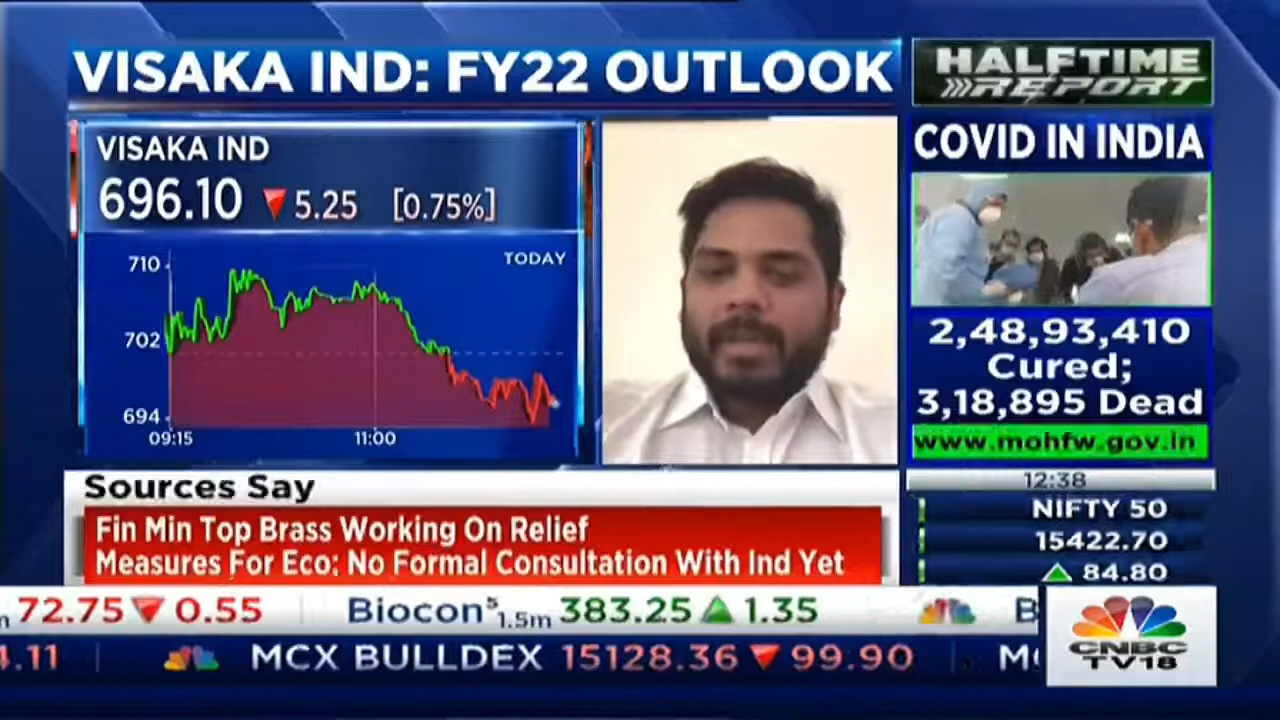 VISAKA IND: FY22 OUTLOOK
HALFTIME
REPORT
VISAKA IND
696.10 ▼ 5.25 [0.75%]
TODAY
710
702
694
09:15 11:00
COVID IN INDIA
2,48,93,410
Cured;
3,18,895 Dead
www.mohfw.gov.in
12:38
NIFTY 50
15422.70
▲ 84.80
Sources Say
Fin Min Top Brass Working On Relief
Measures For Eco: No Formal Consultation With Ind Yet
72.75 ▼ 0.55 Biocon⁵ 1.5m 383.25 ▲ 1.35 B
4.11 MCX BULLDEX 15128.36 ▼ 99.90
CNBC
TV18